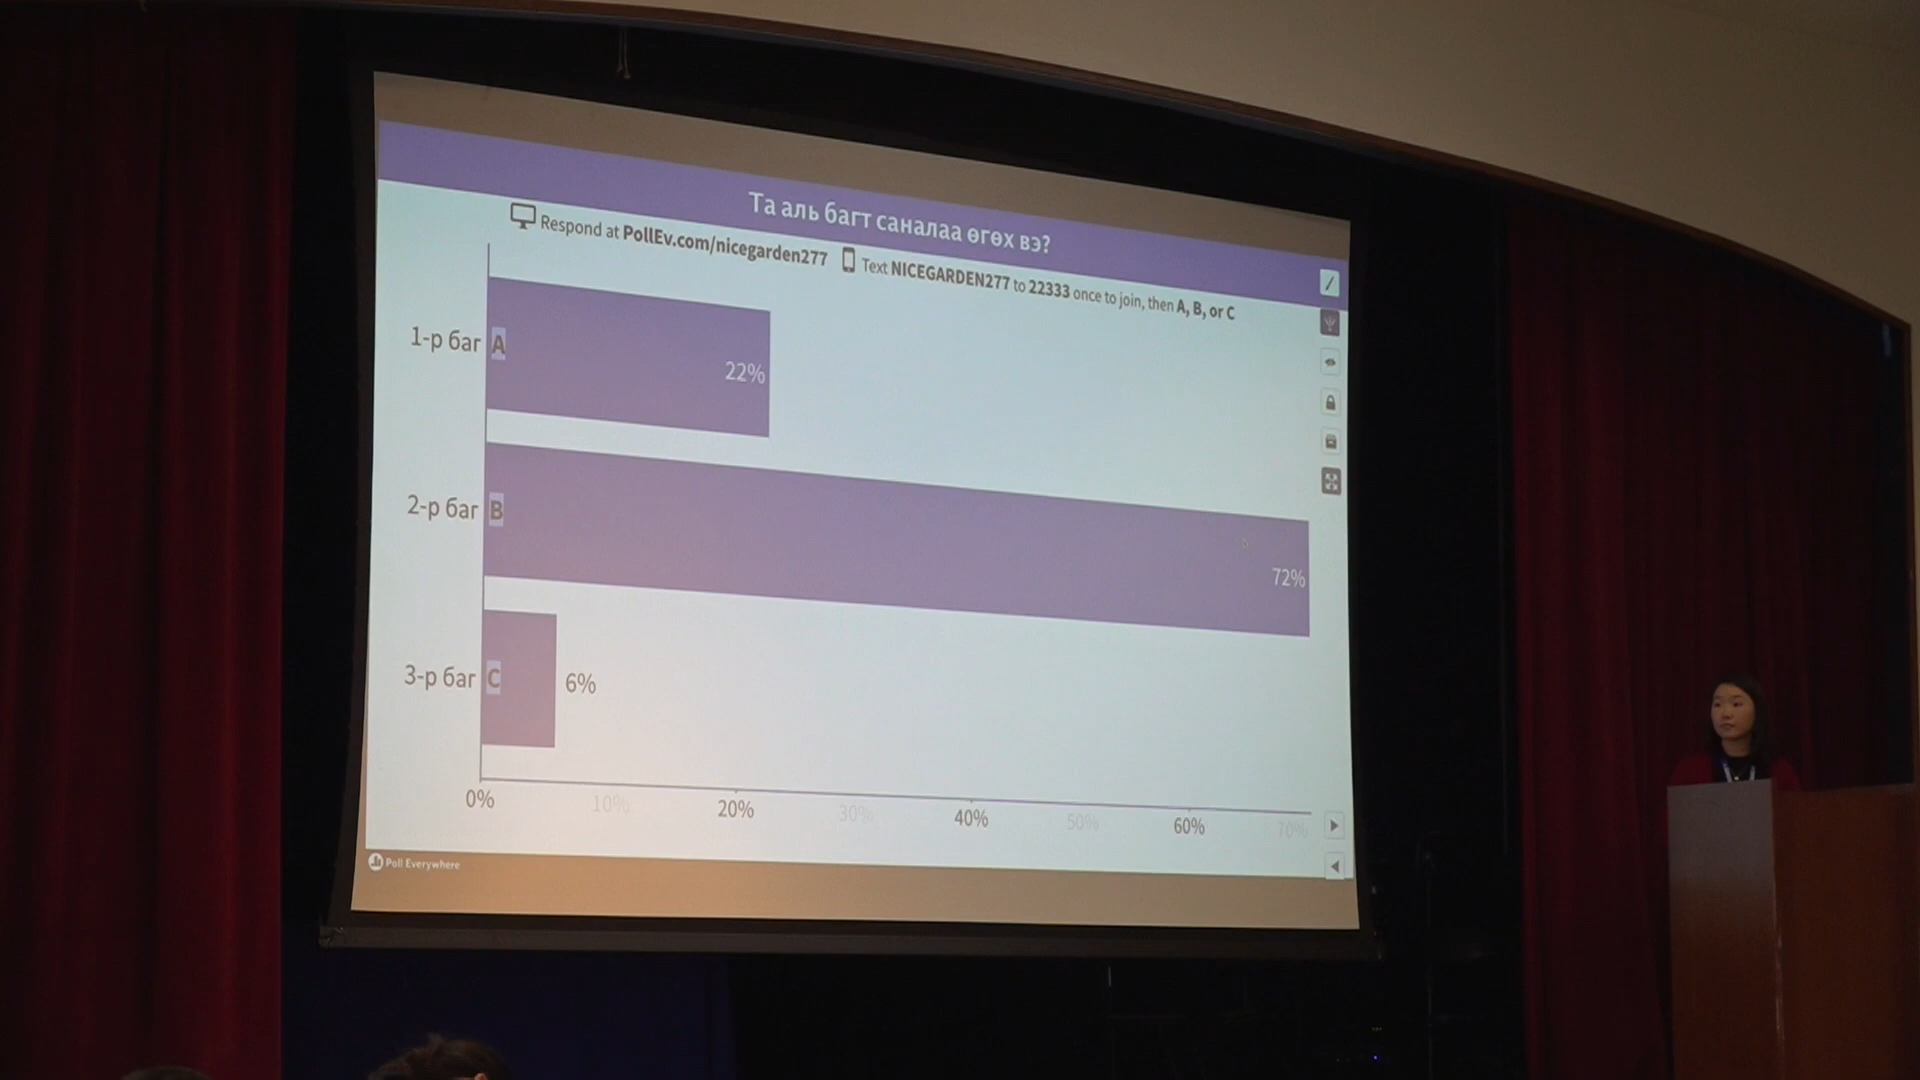 Та аль багт саналаа өгөх вэ?
Respond at PollEv.com/nicegarden277 Text NICEGARDEN277 to 22333 once to join, then A, B, or C
1-р баг A 22%
2-р баг B 72%
3-р баг C 6%
0% 10% 20% 30% 40% 50% 60% 70%
Poll Everywhere